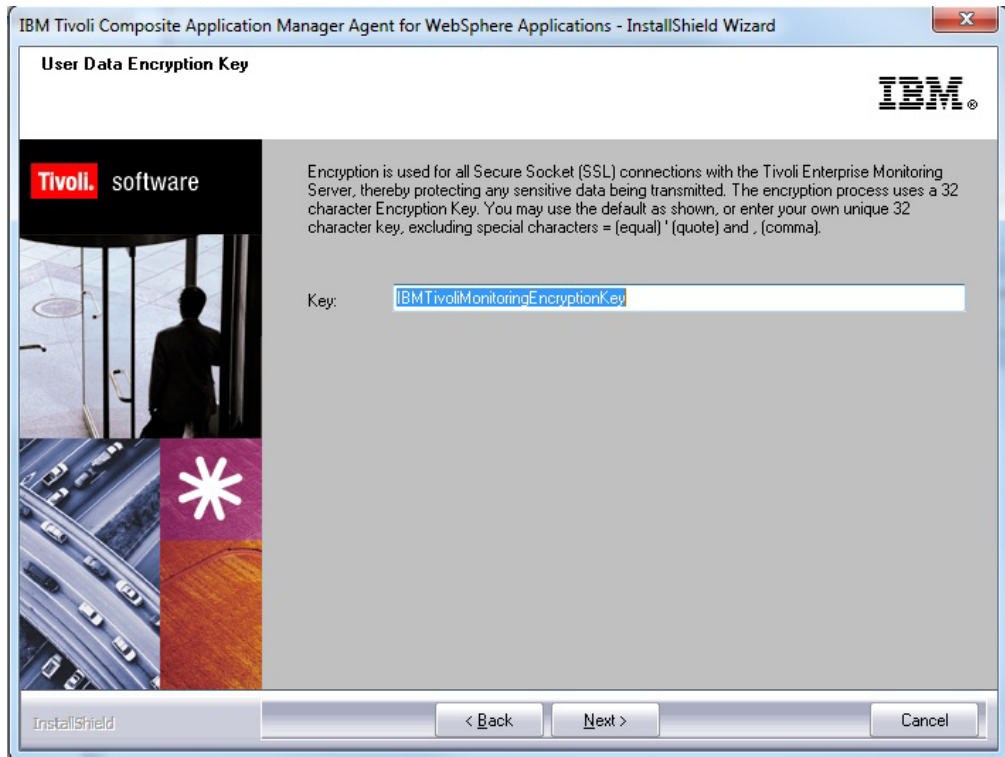 IBM Tivoli Composite Application Manager Agent for WebSphere Applications - InstallShield Wizard
User Data Encryption Key
IBM®
Tivoli. software
Encryption is used for all Secure Socket (SSL) connections with the Tivoli Enterprise Monitoring
Server, thereby protecting any sensitive data being transmitted. The encryption process uses a 32
character Encryption Key. You may use the default as shown, or enter your own unique 32
character key, excluding special characters = (equal) ' (quote) and , (comma).
Key: IBMTivoliMonitoringEncryptionKey
InstallShield
< Back Next > Cancel